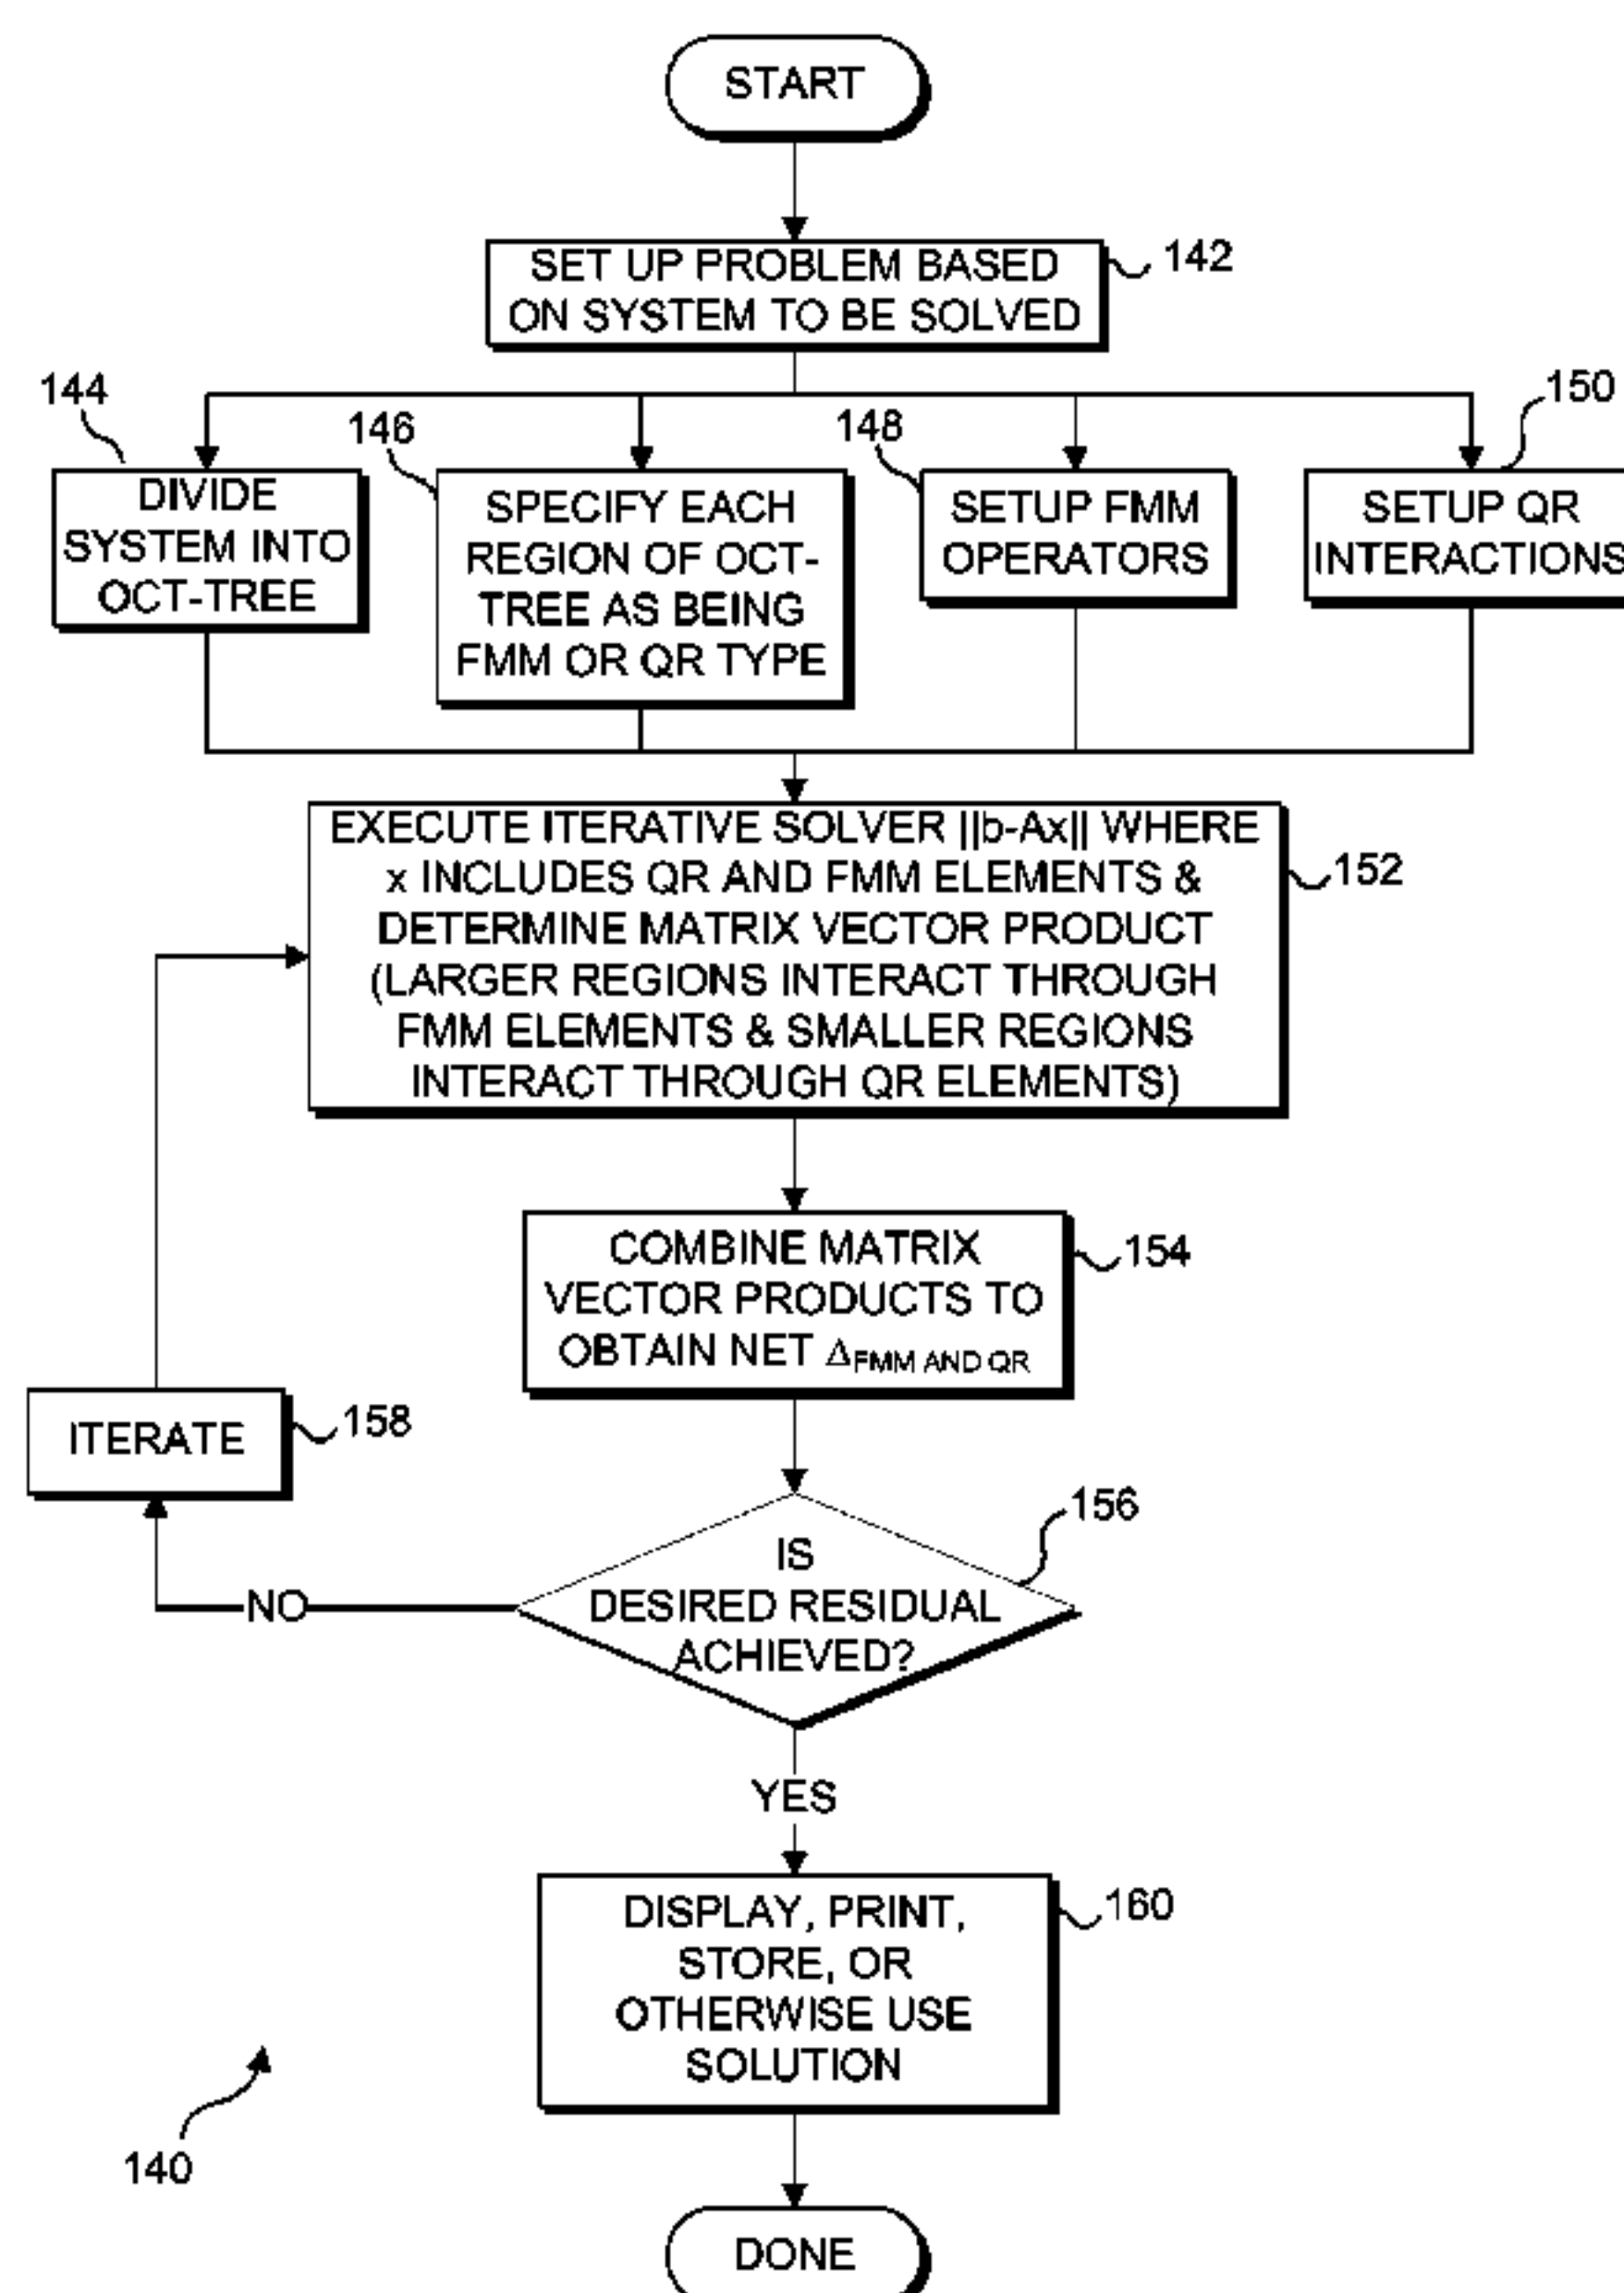 START
SET UP PROBLEM BASED
ON SYSTEM TO BE SOLVED
142
144
DIVIDE
SYSTEM INTO
OCT-TREE
146
SPECIFY EACH
REGION OF OCT-
TREE AS BEING
FMM OR QR TYPE
148
SETUP FMM
OPERATORS
150
SETUP QR
INTERACTIONS
EXECUTE ITERATIVE SOLVER ||b-Ax|| WHERE
x INCLUDES QR AND FMM ELEMENTS &
DETERMINE MATRIX VECTOR PRODUCT
(LARGER REGIONS INTERACT THROUGH
FMM ELEMENTS & SMALLER REGIONS
INTERACT THROUGH QR ELEMENTS)
152
COMBINE MATRIX
VECTOR PRODUCTS TO
OBTAIN NET ΔFMM AND QR
154
ITERATE
158
IS
DESIRED RESIDUAL
ACHIEVED?
156
NO
YES
DISPLAY, PRINT,
STORE, OR
OTHERWISE USE
SOLUTION
160
140
DONE